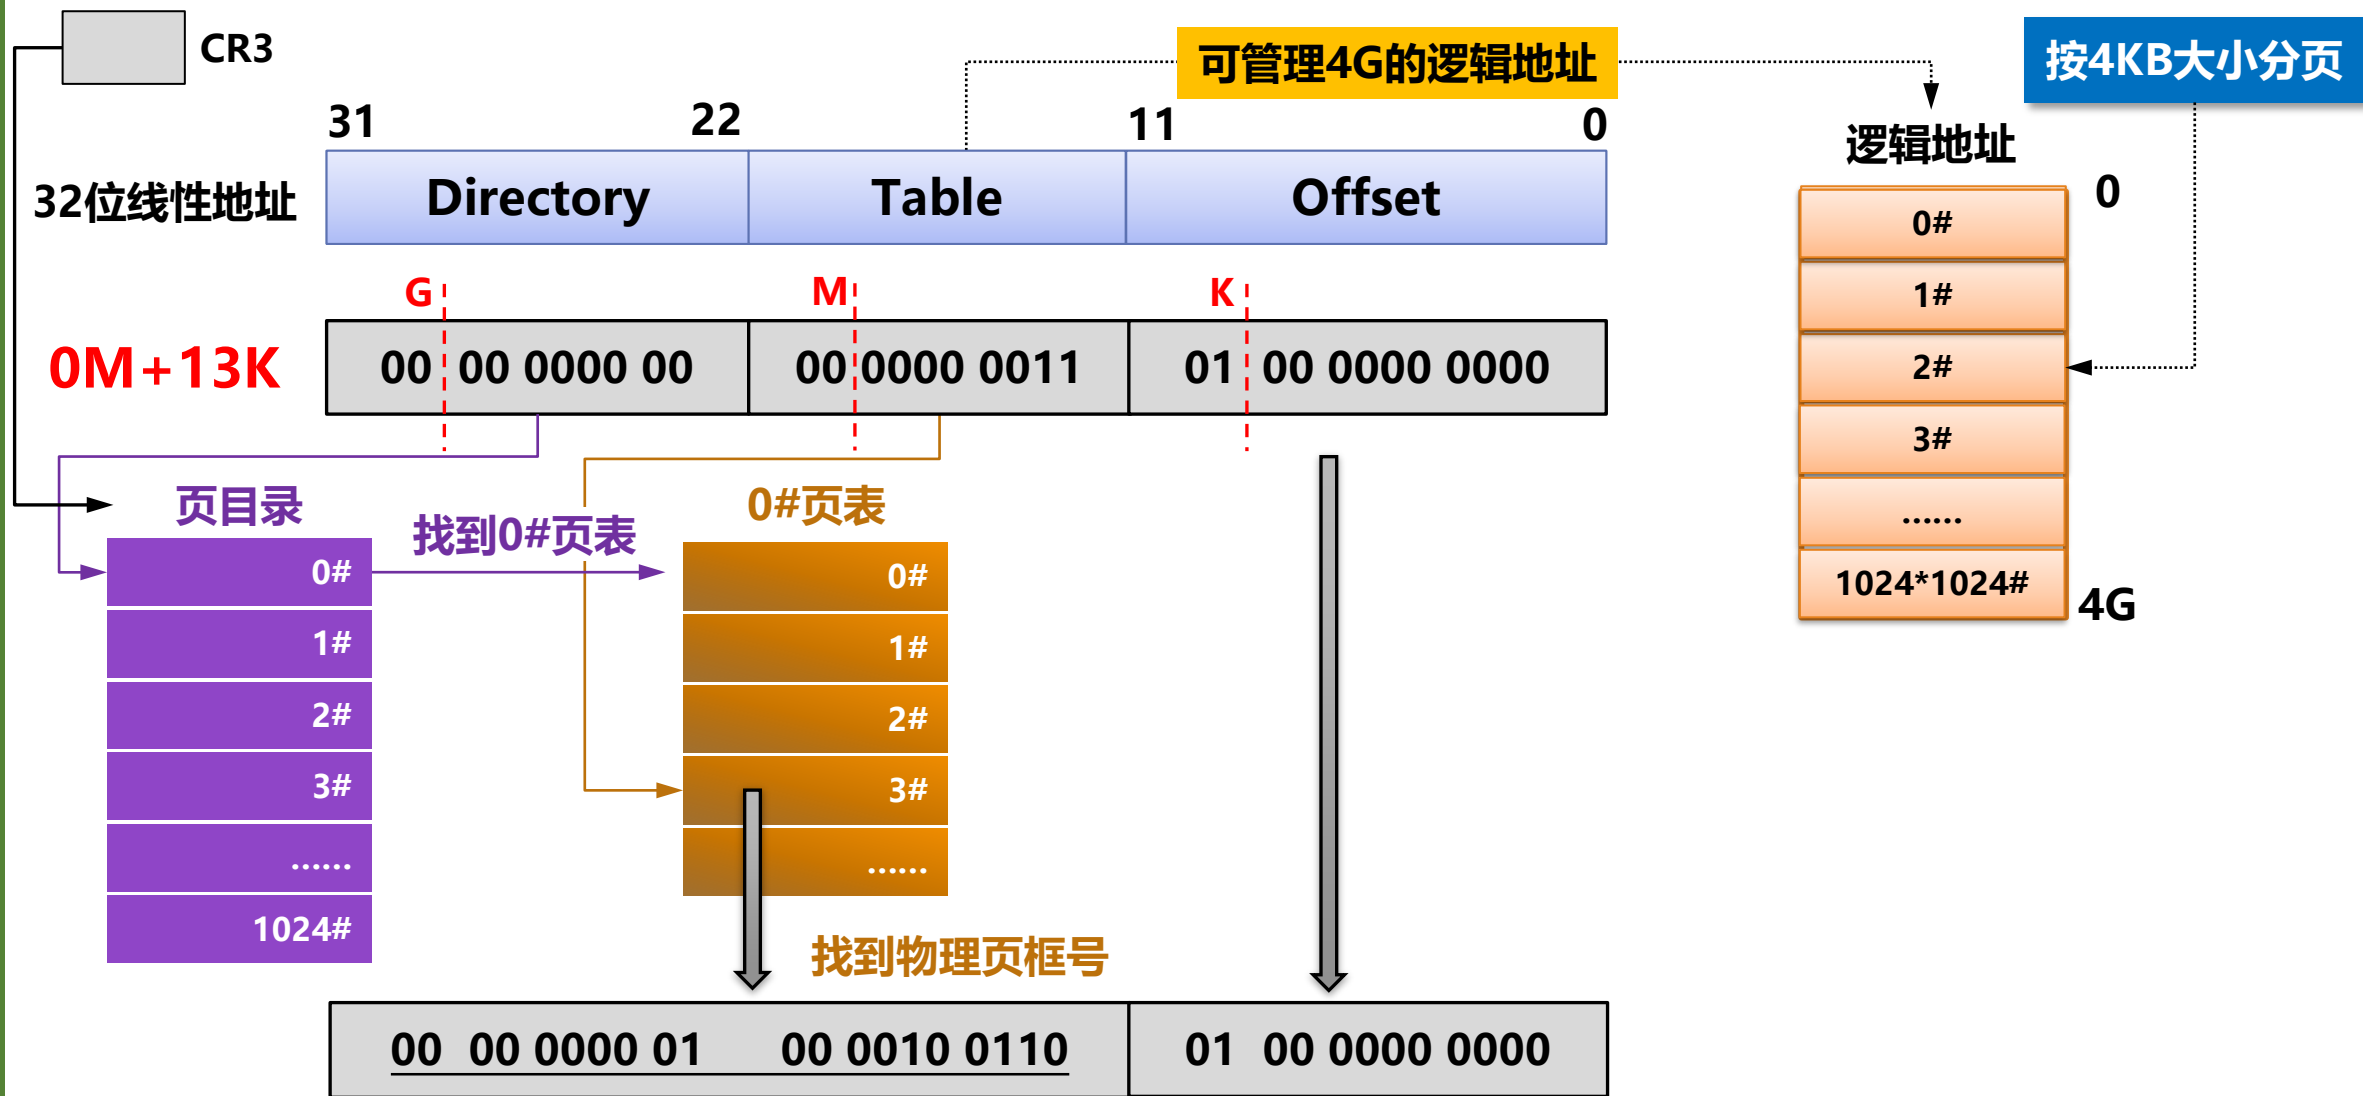 CR3
可管理4G的逻辑地址
按4KB大小分页
31
22
11
0
32位线性地址
Directory
Table
Offset
G
M
K
0M+13K
00 00 0000 00
00 0000 0011
01 00 0000 0000
页目录
找到0#页表
0#页表
0#
1#
2#
3#
......
1024#
0#
1#
2#
3#
......
找到物理页框号
00 00 0000 01 00 0010 0110
01 00 0000 0000
逻辑地址
0
0#
1#
2#
3#
......
1024*1024#
4G